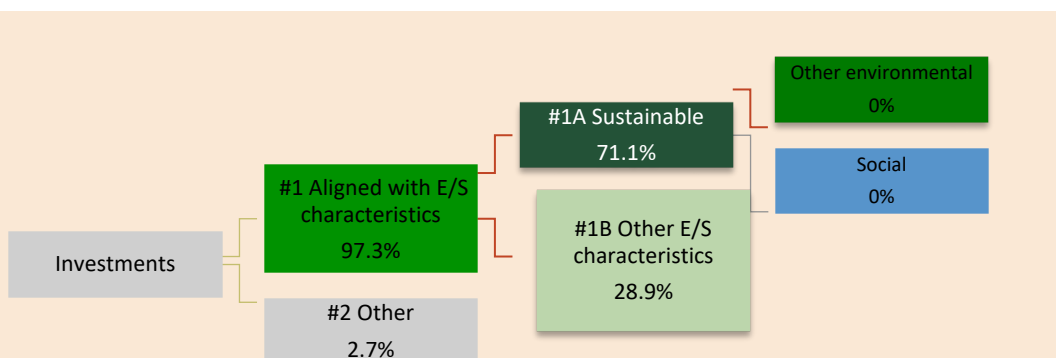 Investments
#1 Aligned with E/S
characteristics
97.3%
#2 Other
2.7%
#1A Sustainable
71.1%
#1B Other E/S
characteristics
28.9%
Other environmental
0%
Social
0%